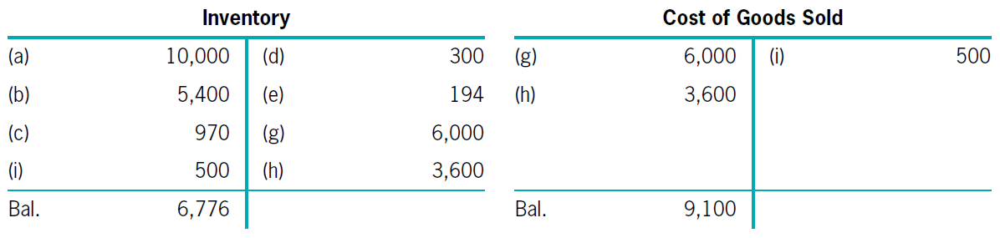 Inventory Cost of Goods Sold
(a) 10,000 (d) 300 (g) 6,000 (i) 500
(b) 5,400 (e) 194 (h) 3,600
(c) 970 (g) 6,000
(i) 500 (h) 3,600
Bal. 6,776 Bal. 9,100